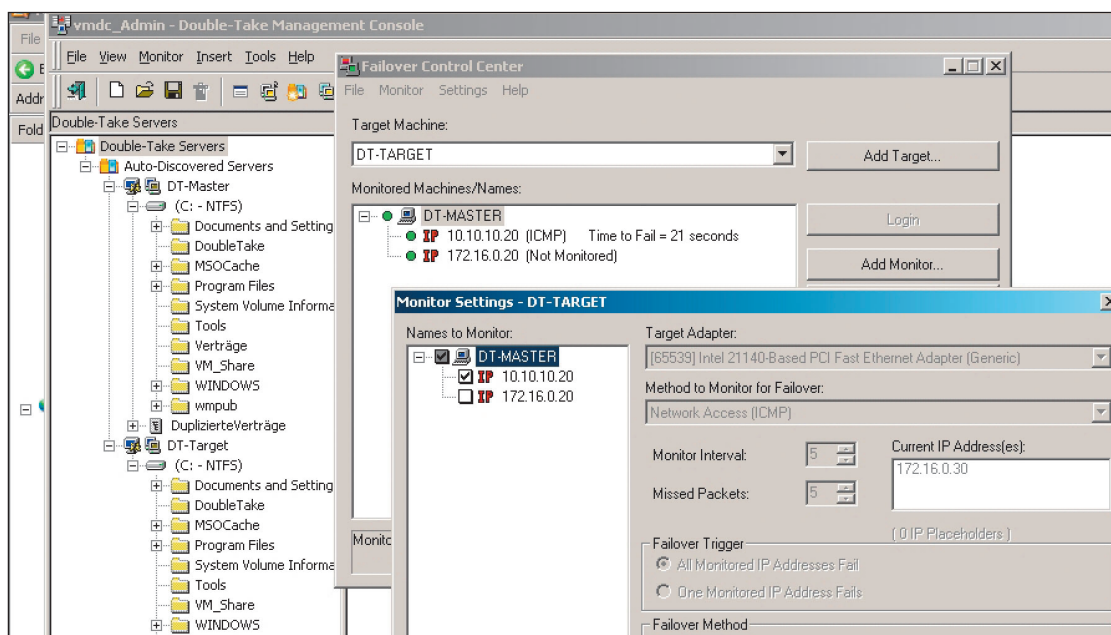 vmdc_Admin - Double-Take Management Console
File
File View Monitor Insert Tools Help
Addr
Fold
Double-Take Servers
Double-Take Servers
Auto-Discovered Servers
DT-Master
(C: - NTFS)
Documents and Setting
DoubleTake
MSOCache
Program Files
System Volume Informa
Tools
Verträge
VM_Share
WINDOWS
wmpub
DuplizierteVerträge
DT-Target
(C: - NTFS)
Documents and Setting
DoubleTake
MSOCache
Program Files
System Volume Informa
Tools
VM_Share
WINDOWS
Failover Control Center
File Monitor Settings Help
Target Machine:
DT-TARGET
Add Target...
Monitored Machines/Names:
DT-MASTER
IP 10.10.10.20 (ICMP) Time to Fail = 21 seconds
IP 172.16.0.20 (Not Monitored)
Login
Add Monitor...
Monitc
Monitor Settings - DT-TARGET
Names to Monitor:
DT-MASTER
IP 10.10.10.20
IP 172.16.0.20
Target Adapter:
[65539] Intel 21140-Based PCI Fast Ethernet Adapter (Generic)
Method to Monitor for Failover:
Network Access (ICMP)
Monitor Interval: 5
Missed Packets: 5
Current IP Address(es):
172.16.0.30
( 0 IP Placeholders )
Failover Trigger
All Monitored IP Addresses Fail
One Monitored IP Address Fails
Failover Method